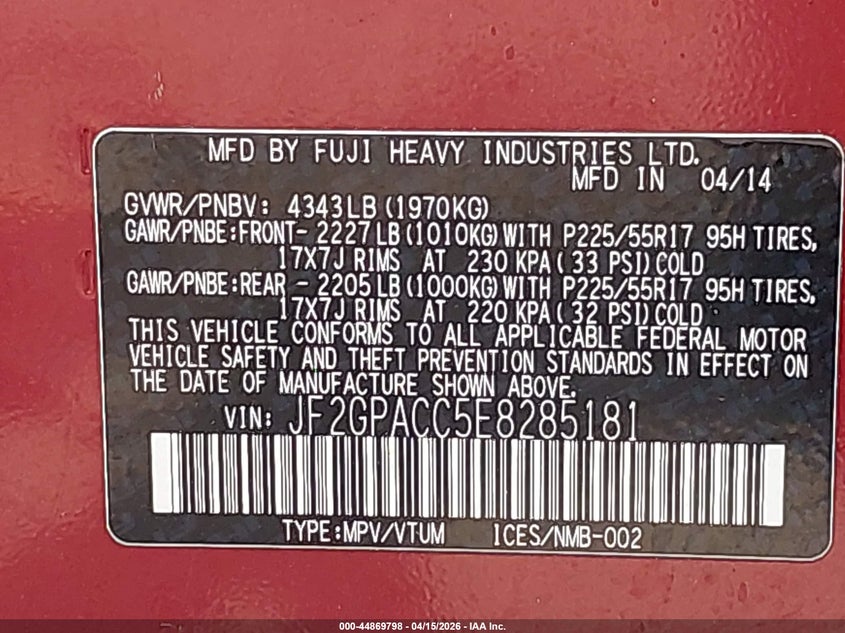 MFD BY FUJI HEAVY INDUSTRIES LTD.
MFD IN 04/14
GVWR/PNBV: 4343LB (1970KG)
GAWR/PNBE:FRONT- 2227LB (1010KG) WITH P225/55R17 95H TIRES,
17X7J RIMS AT 230 KPA( 33 PSI) COLD
GAWR/PNBE:REAR - 2205LB (1000KG) WITH P225/55R17 95H TIRES,
17X7J RIMS AT 220 KPA( 32 PSI) COLD
THIS VEHICLE CONFORMS TO ALL APPLICABLE FEDERAL MOTOR
VEHICLE SAFETY AND THEFT PREVENTION STANDARDS IN EFFECT ON
THE DATE OF MANUFACTURE SHOWN ABOVE.
VIN: JF2GPACC5E8285181
TYPE:MPV/VTUM ICES/NMB-002
000-44869798 - 04/15/2026 - IAA Inc.